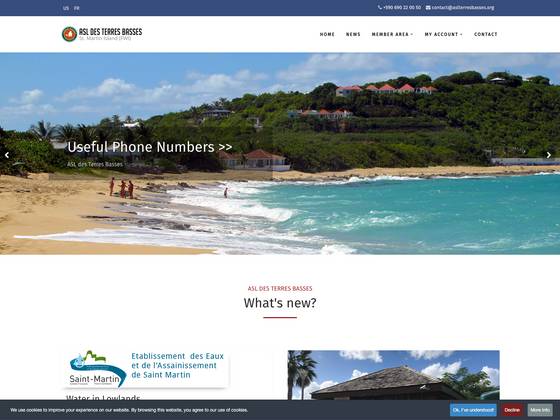 US FR
+590 690 22 00 50 contact@aslterresbasses.org
ASL DES TERRES BASSES
St. Martin Island (FWI)
HOME NEWS MEMBER AREA MY ACCOUNT CONTACT
Useful Phone Numbers >>
ASL des Terres Basses
ASL DES TERRES BASSES
What's new?
Etablissement des Eaux
et de l'Assainissement
de Saint Martin
Saint-Martin
Water in Lowlands
We use cookies to improve your experience on our website. By browsing this website, you agree to our use of cookies.
Ok, I've understood! Decline More Info